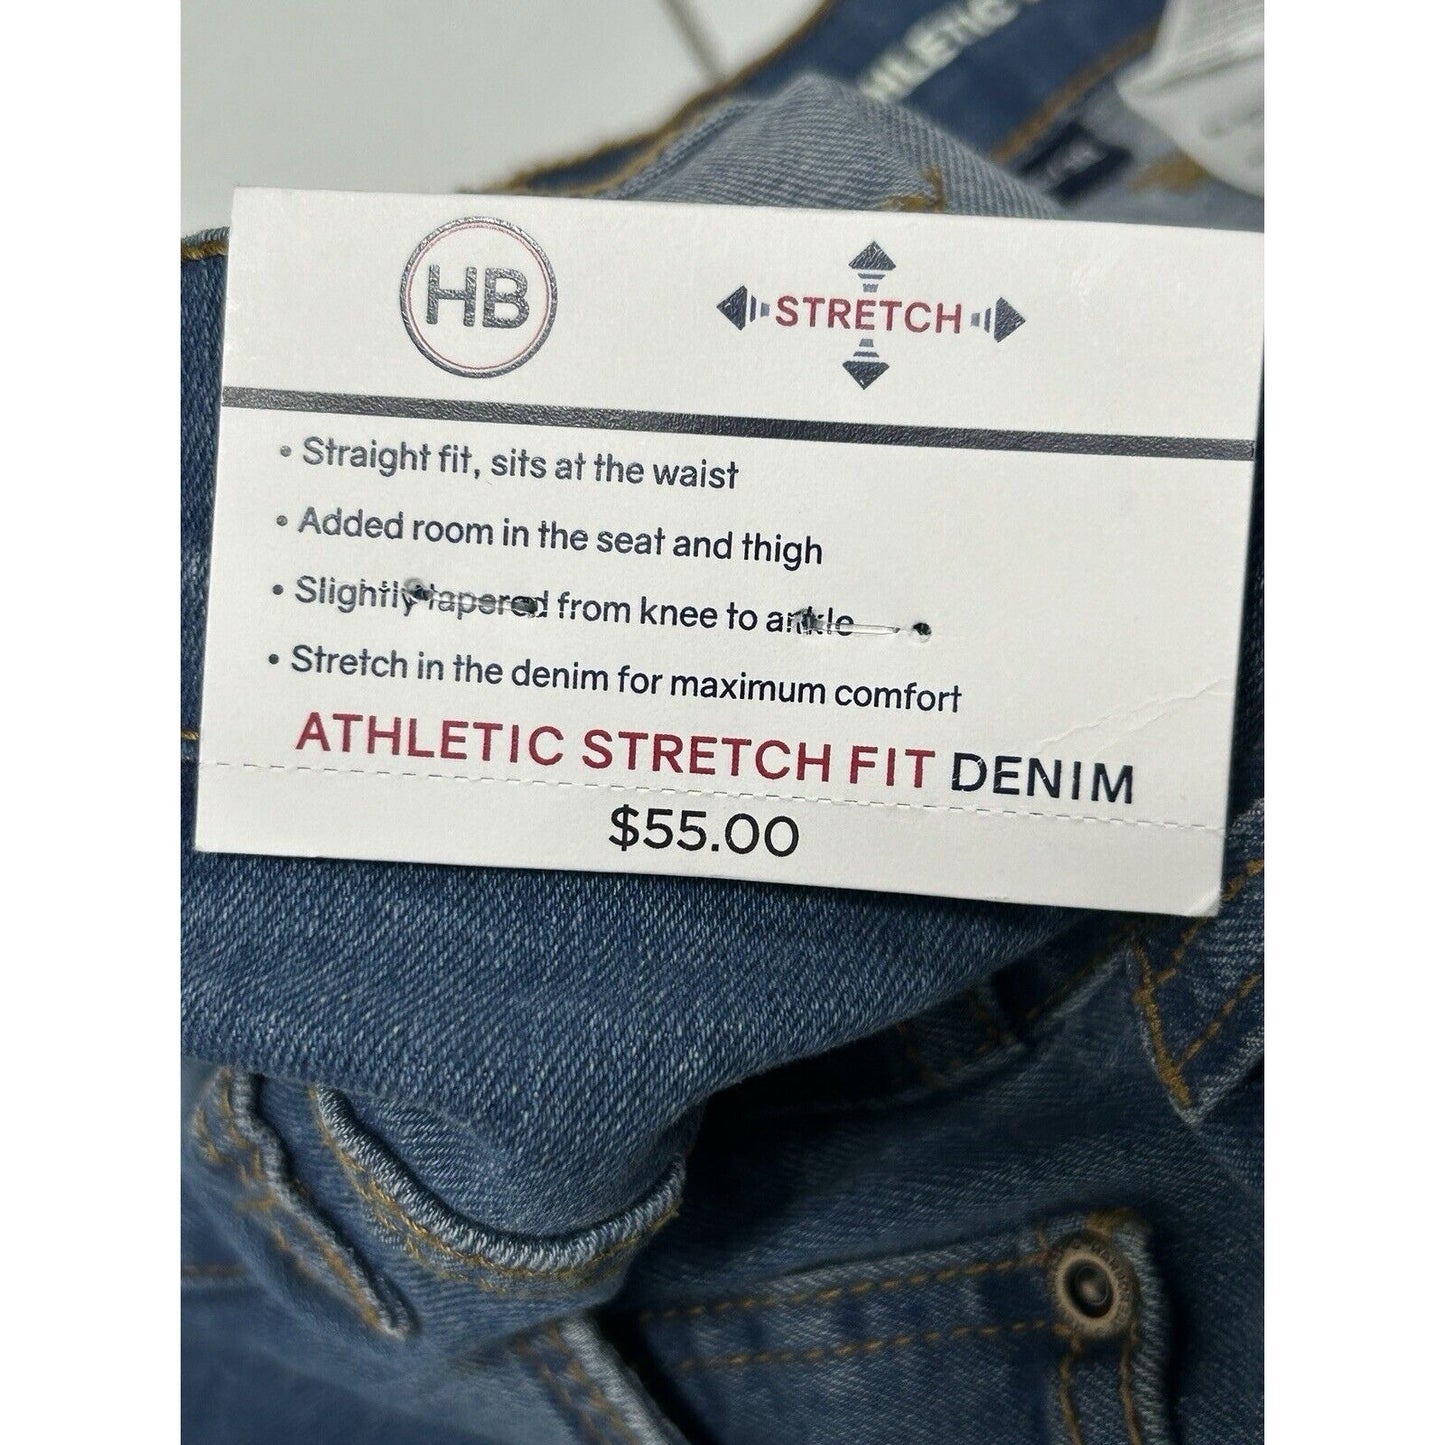 HB
STRETCH
• Straight fit, sits at the waist
• Added room in the seat and thigh
• Slightly tapered from knee to ankle
• Stretch in the denim for maximum comfort
ATHLETIC STRETCH FIT DENIM
$55.00